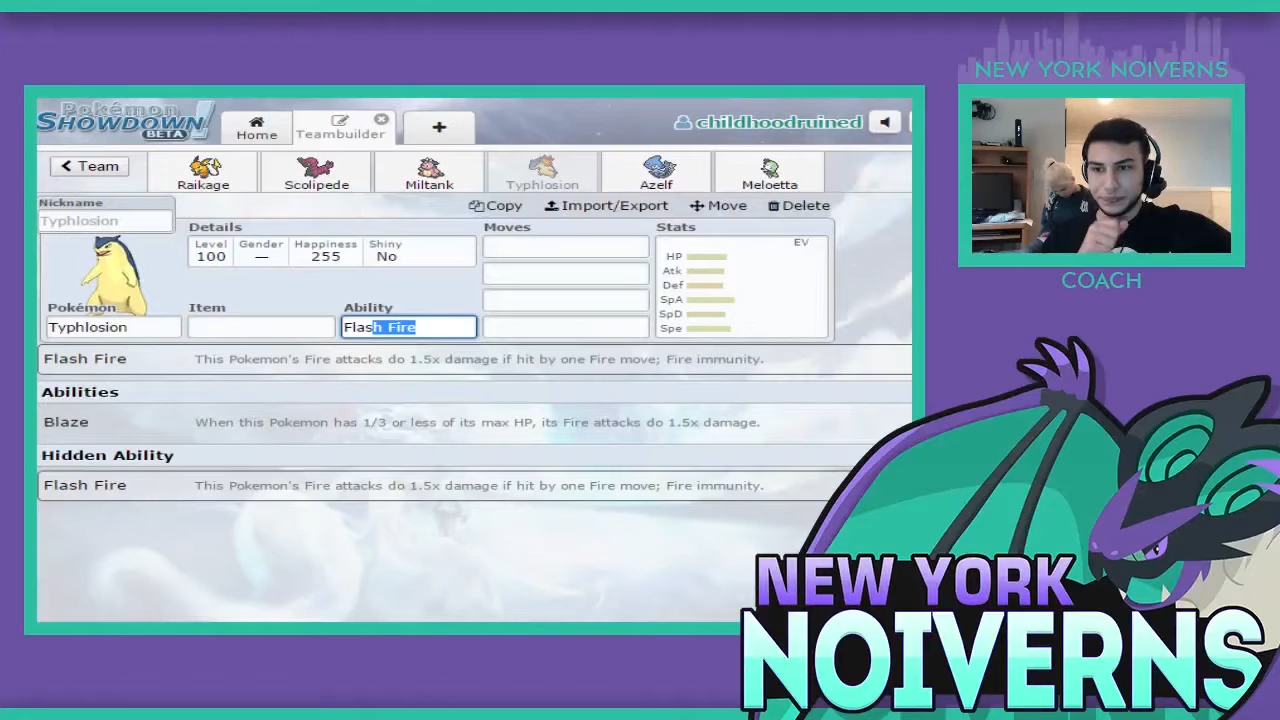 NEW YORK NOIVERNS
COACH
Pokémon
SHOWDOWN!
BETA
Home
Teambuilder
+
childhoodruined
< Team
Raikage
Scolipede
Miltank
Typhlosion
Azelf
Meloetta
Copy
Import/Export
Move
Delete
Nickname
Typhlosion
Details
Level
Gender
Happiness
Shiny
100
—
255
No
Moves
Stats
EV
HP
Atk
Def
SpA
SpD
Spe
Pokémon
Item
Ability
Typhlosion
Flash Fire
Flash Fire This Pokemon's Fire attacks do 1.5x damage if hit by one Fire move; Fire immunity.
Abilities
Blaze When this Pokemon has 1/3 or less of its max HP, its Fire attacks do 1.5x damage.
Hidden Ability
Flash Fire This Pokemon's Fire attacks do 1.5x damage if hit by one Fire move; Fire immunity.
NEW YORK
NOIVERNS